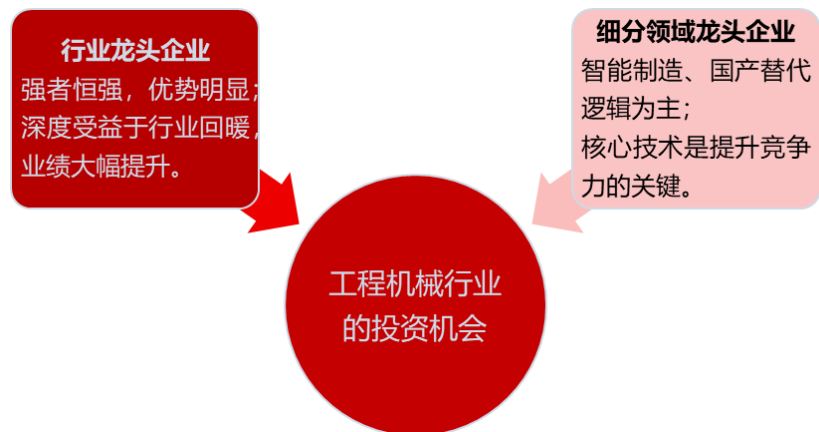 行业龙头企业
强者恒强，优势明显；
深度受益于行业回暖，
业绩大幅提升。
细分领域龙头企业
智能制造、国产替代
逻辑为主；
核心技术是提升竞争
力的关键。
工程机械行业
的投资机会